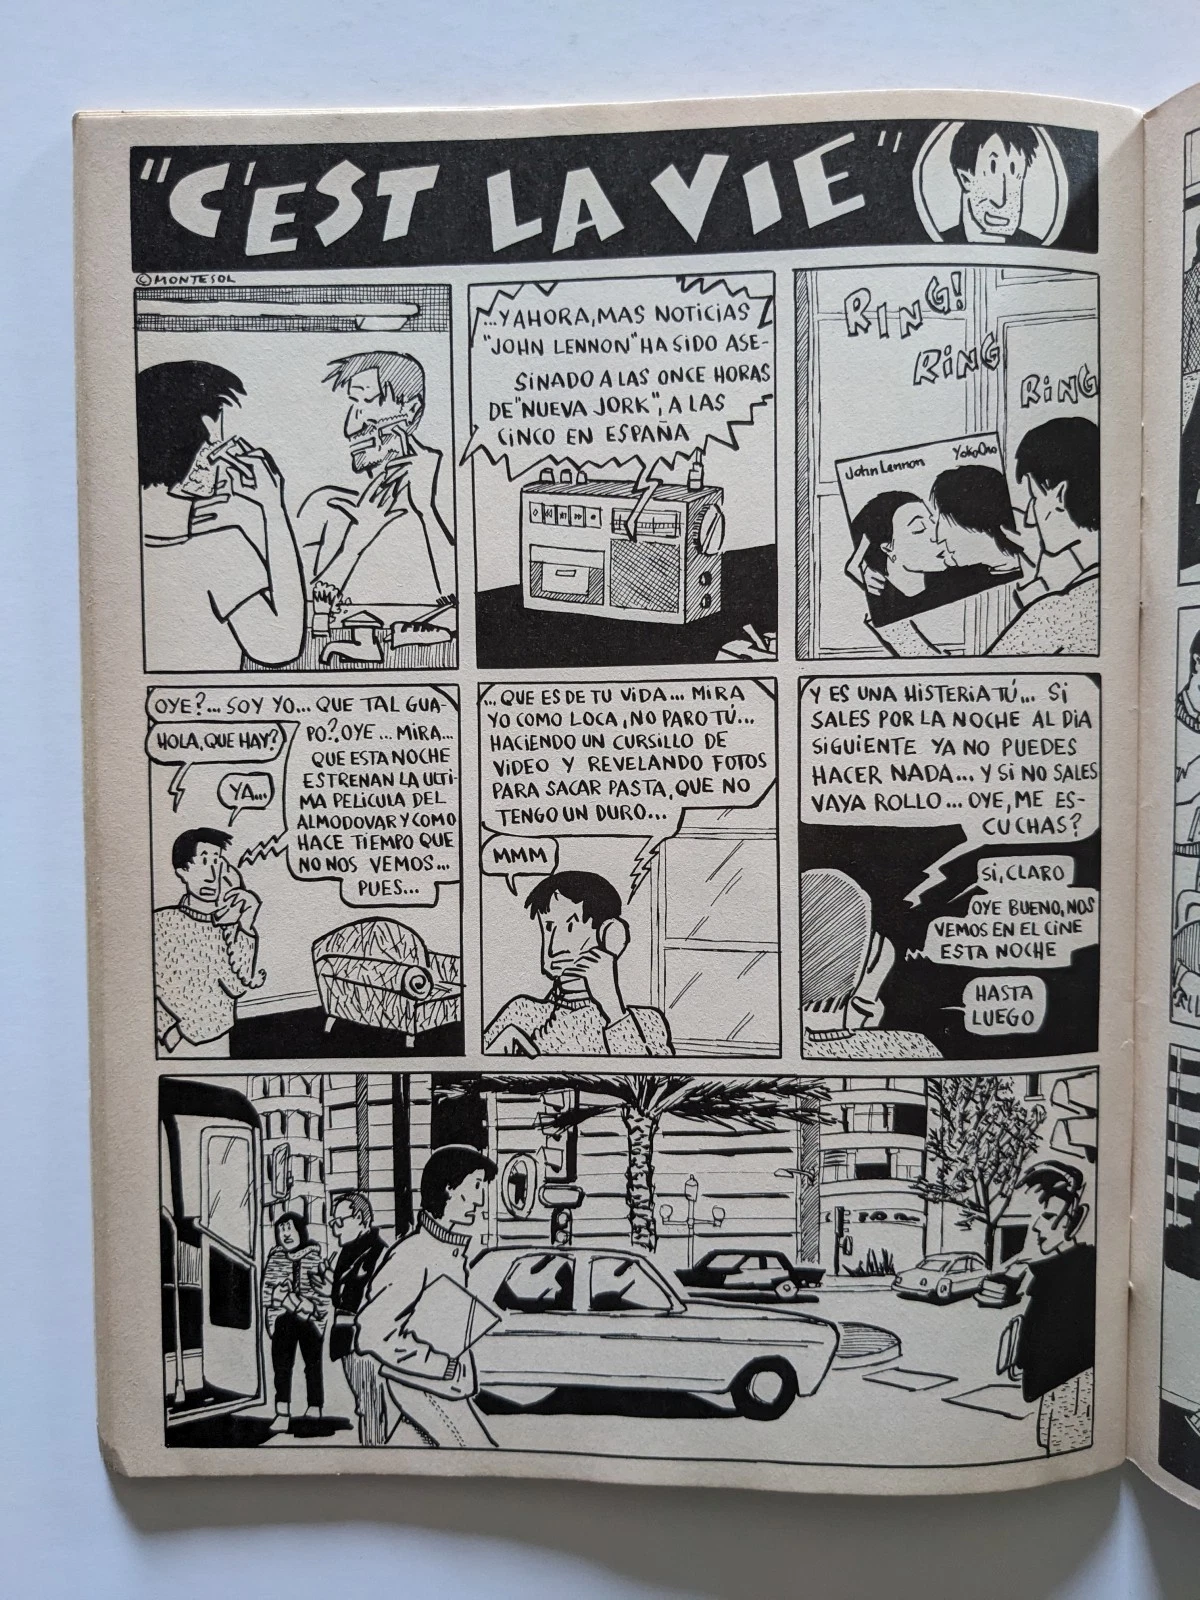 "C'EST LA VIE"
© MONTESOL
...Y AHORA, MAS NOTICIAS
"JOHN LENNON" HA SIDO ASE-
SINADO A LAS ONCE HORAS
DE "NUEVA JORK", A LAS
CINCO EN ESPAÑA
RING!
RING
RING
John Lennon
Yoko Ono
OYE?... SOY YO... QUE TAL GUA-
PO?, OYE... MIRA...
QUE ESTA NOCHE
ESTRENAN LA ULTI-
MA PELICULA DEL
ALMODOVAR Y COMO
HACE TIEMPO QUE
NO NOS VEMOS...
PUES...
HOLA, QUE HAY?
YA...
...QUE ES DE TU VIDA... MIRA
YO COMO LOCA, NO PARO TÚ...
HACIENDO UN CURSILLO DE
VIDEO Y REVELANDO FOTOS
PARA SACAR PASTA, QUE NO
TENGO UN DURO...
MMM
Y ES UNA HISTERIA TÚ... SI
SALES POR LA NOCHE AL DIA
SIGUIENTE YA NO PUEDES
HACER NADA... Y SI NO SALES
VAYA ROLLO... OYE, ME ES-
CUCHAS?
SI, CLARO
OYE BUENO, NOS
VEMOS EN EL CINE
ESTA NOCHE
HASTA
LUEGO